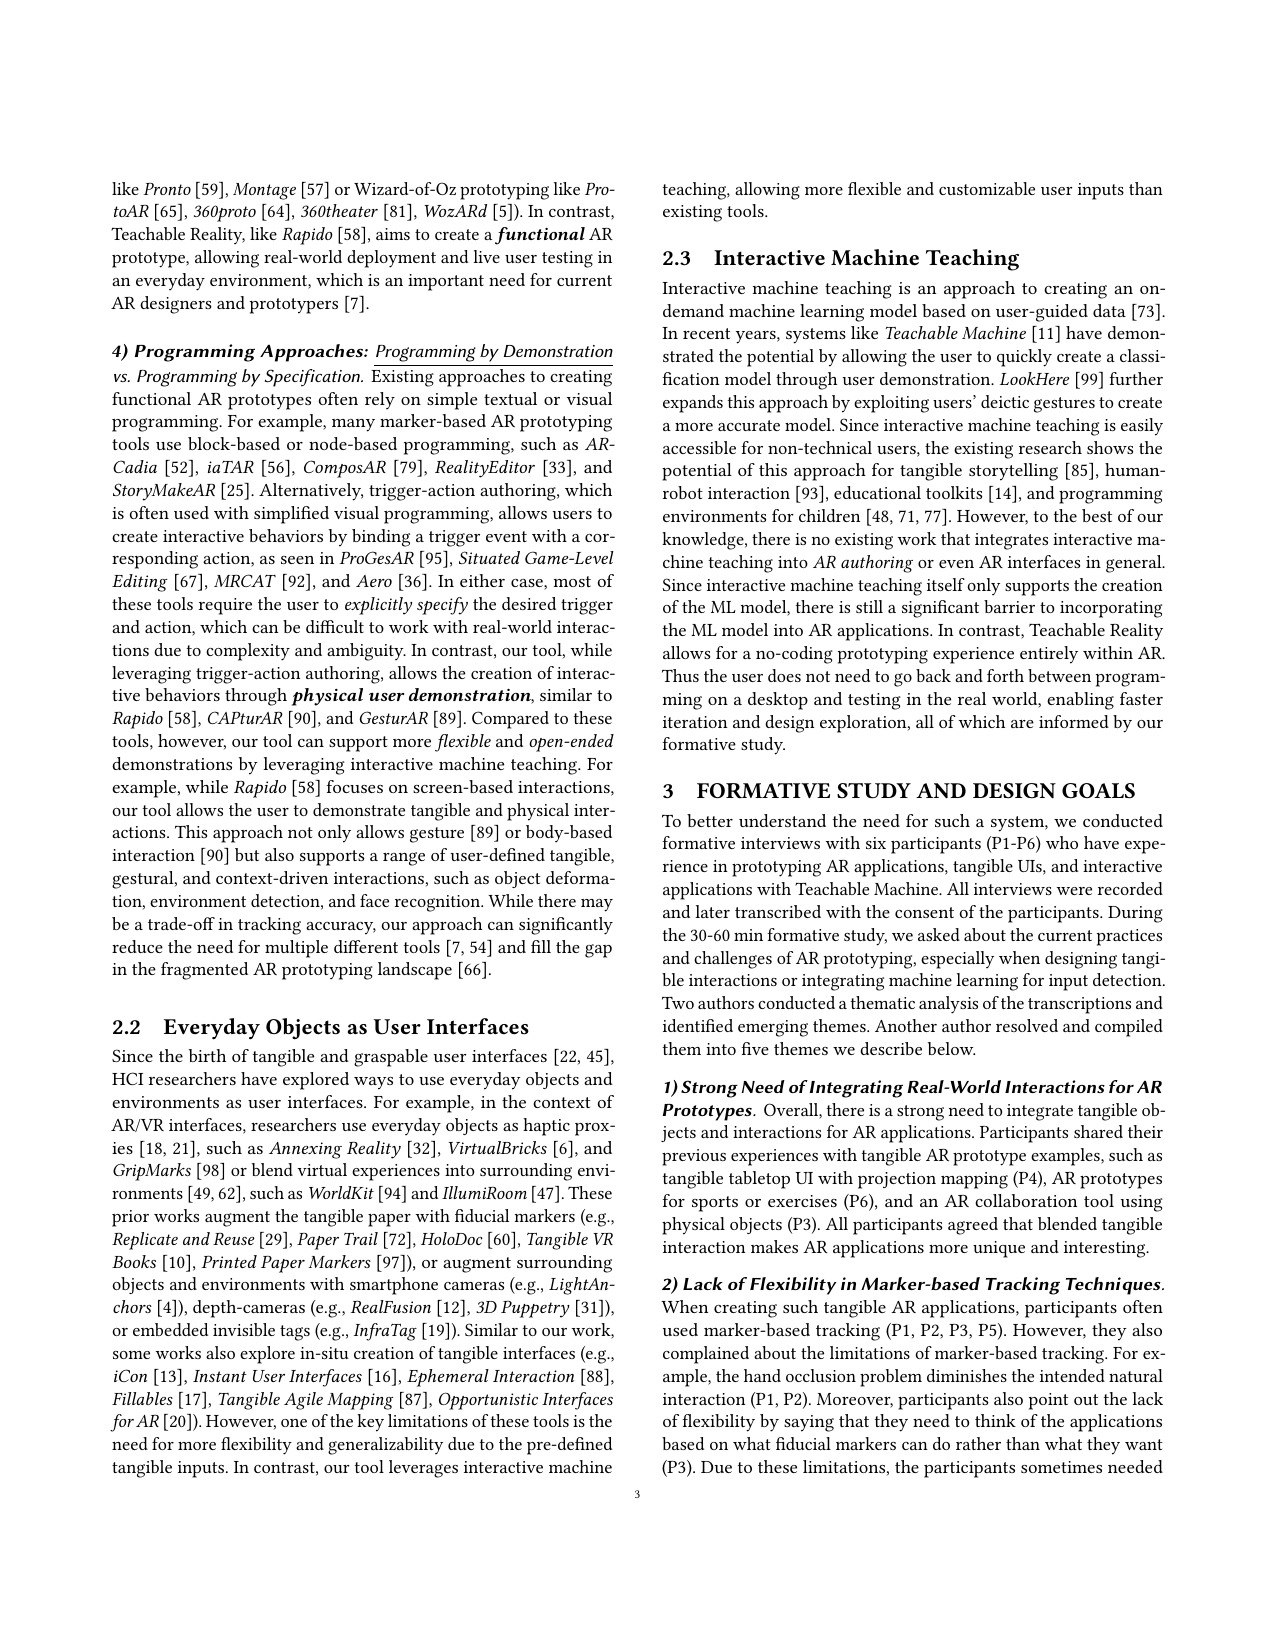 like Pronto [59], Montage [57] or Wizard-of-Oz prototyping like Pro-
toAR [65], 360proto [64], 360theater [81], WozARd [5]). In contrast,
Teachable Reality, like Rapido [58], aims to create a functional AR
prototype, allowing real-world deployment and live user testing in
an everyday environment, which is an important need for current
AR designers and prototypers [7].
4) Programming Approaches: Programming by Demonstration
vs. Programming by Specification. Existing approaches to creating
functional AR prototypes often rely on simple textual or visual
programming. For example, many marker-based AR prototyping
tools use block-based or node-based programming, such as AR-
Cadia [52], iaTAR [56], ComposAR [79], RealityEditor [33], and
StoryMakeAR [25]. Alternatively, trigger-action authoring, which
is often used with simplified visual programming, allows users to
create interactive behaviors by binding a trigger event with a cor-
responding action, as seen in ProGesAR [95], Situated Game-Level
Editing [67], MRCAT [92], and Aero [36]. In either case, most of
these tools require the user to explicitly specify the desired trigger
and action, which can be difficult to work with real-world interac-
tions due to complexity and ambiguity. In contrast, our tool, while
leveraging trigger-action authoring, allows the creation of interac-
tive behaviors through physical user demonstration, similar to
Rapido [58], CAPturAR [90], and GesturAR [89]. Compared to these
tools, however, our tool can support more flexible and open-ended
demonstrations by leveraging interactive machine teaching. For
example, while Rapido [58] focuses on screen-based interactions,
our tool allows the user to demonstrate tangible and physical inter-
actions. This approach not only allows gesture [89] or body-based
interaction [90] but also supports a range of user-defined tangible,
gestural, and context-driven interactions, such as object deforma-
tion, environment detection, and face recognition. While there may
be a trade-off in tracking accuracy, our approach can significantly
reduce the need for multiple different tools [7, 54] and fill the gap
in the fragmented AR prototyping landscape [66].
2.2 Everyday Objects as User Interfaces
Since the birth of tangible and graspable user interfaces [22, 45],
HCI researchers have explored ways to use everyday objects and
environments as user interfaces. For example, in the context of
AR/VR interfaces, researchers use everyday objects as haptic prox-
ies [18, 21], such as Annexing Reality [32], VirtualBricks [6], and
GripMarks [98] or blend virtual experiences into surrounding envi-
ronments [49, 62], such as WorldKit [94] and IllumiRoom [47]. These
prior works augment the tangible paper with fiducial markers (e.g.,
Replicate and Reuse [29], Paper Trail [72], HoloDoc [60], Tangible VR
Books [10], Printed Paper Markers [97]), or augment surrounding
objects and environments with smartphone cameras (e.g., LightAn-
chors [4]), depth-cameras (e.g., RealFusion [12], 3D Puppetry [31]),
or embedded invisible tags (e.g., InfraTag [19]). Similar to our work,
some works also explore in-situ creation of tangible interfaces (e.g.,
iCon [13], Instant User Interfaces [16], Ephemeral Interaction [88],
Fillables [17], Tangible Agile Mapping [87], Opportunistic Interfaces
for AR [20]). However, one of the key limitations of these tools is the
need for more flexibility and generalizability due to the pre-defined
tangible inputs. In contrast, our tool leverages interactive machine
teaching, allowing more flexible and customizable user inputs than
existing tools.
2.3 Interactive Machine Teaching
Interactive machine teaching is an approach to creating an on-
demand machine learning model based on user-guided data [73].
In recent years, systems like Teachable Machine [11] have demon-
strated the potential by allowing the user to quickly create a classi-
fication model through user demonstration. LookHere [99] further
expands this approach by exploiting users' deictic gestures to create
a more accurate model. Since interactive machine teaching is easily
accessible for non-technical users, the existing research shows the
potential of this approach for tangible storytelling [85], human-
robot interaction [93], educational toolkits [14], and programming
environments for children [48, 71, 77]. However, to the best of our
knowledge, there is no existing work that integrates interactive ma-
chine teaching into AR authoring or even AR interfaces in general.
Since interactive machine teaching itself only supports the creation
of the ML model, there is still a significant barrier to incorporating
the ML model into AR applications. In contrast, Teachable Reality
allows for a no-coding prototyping experience entirely within AR.
Thus the user does not need to go back and forth between program-
ming on a desktop and testing in the real world, enabling faster
iteration and design exploration, all of which are informed by our
formative study.
3 FORMATIVE STUDY AND DESIGN GOALS
To better understand the need for such a system, we conducted
formative interviews with six participants (P1-P6) who have expe-
rience in prototyping AR applications, tangible UIs, and interactive
applications with Teachable Machine. All interviews were recorded
and later transcribed with the consent of the participants. During
the 30-60 min formative study, we asked about the current practices
and challenges of AR prototyping, especially when designing tangi-
ble interactions or integrating machine learning for input detection.
Two authors conducted a thematic analysis of the transcriptions and
identified emerging themes. Another author resolved and compiled
them into five themes we describe below.
1) Strong Need of Integrating Real-World Interactions for AR
Prototypes. Overall, there is a strong need to integrate tangible ob-
jects and interactions for AR applications. Participants shared their
previous experiences with tangible AR prototype examples, such as
tangible tabletop UI with projection mapping (P4), AR prototypes
for sports or exercises (P6), and an AR collaboration tool using
physical objects (P3). All participants agreed that blended tangible
interaction makes AR applications more unique and interesting.
2) Lack of Flexibility in Marker-based Tracking Techniques.
When creating such tangible AR applications, participants often
used marker-based tracking (P1, P2, P3, P5). However, they also
complained about the limitations of marker-based tracking. For ex-
ample, the hand occlusion problem diminishes the intended natural
interaction (P1, P2). Moreover, participants also point out the lack
of flexibility by saying that they need to think of the applications
based on what fiducial markers can do rather than what they want
(P3). Due to these limitations, the participants sometimes needed
3